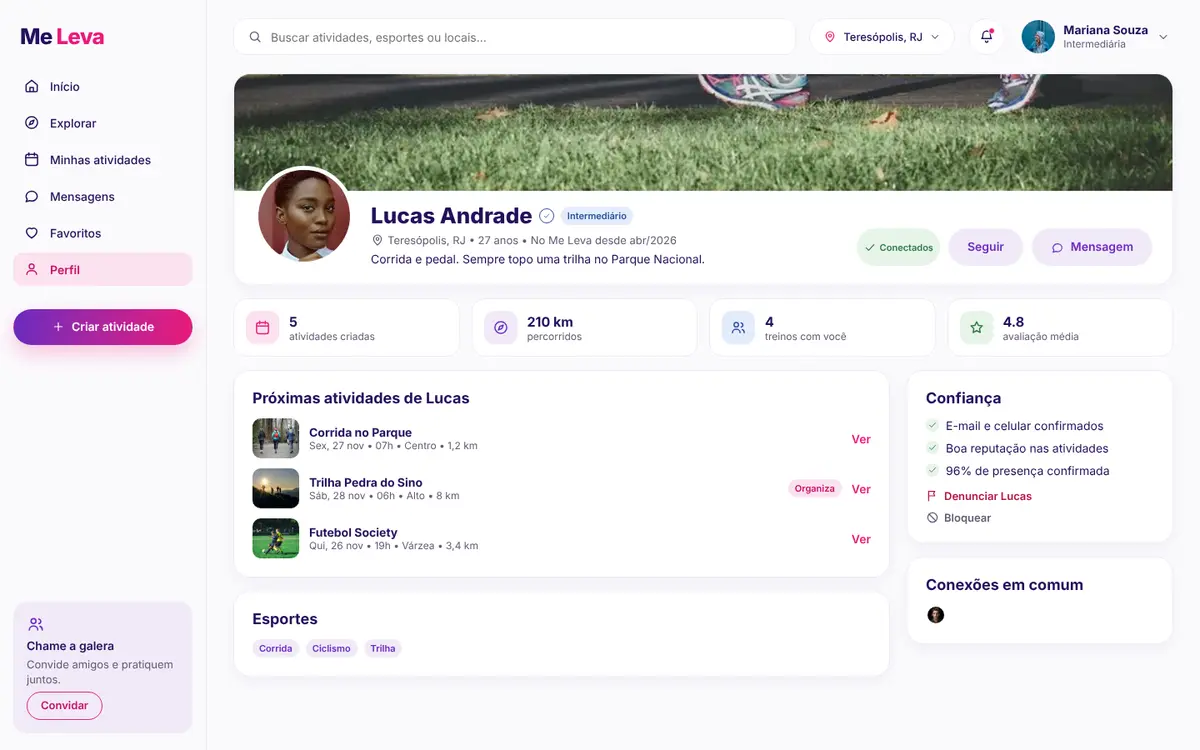 Me Leva
Buscar atividades, esportes ou locais...
Teresópolis, RJ
Mariana Souza
Intermediária
Início
Explorar
Minhas atividades
Mensagens
Favoritos
Perfil
+ Criar atividade
Chame a galera
Convide amigos e pratiquem
juntos.
Convidar
Lucas Andrade
Intermediário
Teresópolis, RJ • 27 anos • No Me Leva desde abr/2026
Corrida e pedal. Sempre topo uma trilha no Parque Nacional.
Conectados
Seguir
Mensagem
5
atividades criadas
210 km
percorridos
4
treinos com você
4.8
avaliação média
Próximas atividades de Lucas
Corrida no Parque
Sex, 27 nov • 07h • Centro • 1,2 km
Ver
Trilha Pedra do Sino
Sáb, 28 nov • 06h • Alto • 8 km
Organiza
Ver
Futebol Society
Qui, 26 nov • 19h • Várzea • 3,4 km
Ver
Esportes
Corrida
Ciclismo
Trilha
Confiança
E-mail e celular confirmados
Boa reputação nas atividades
96% de presença confirmada
Denunciar Lucas
Bloquear
Conexões em comum